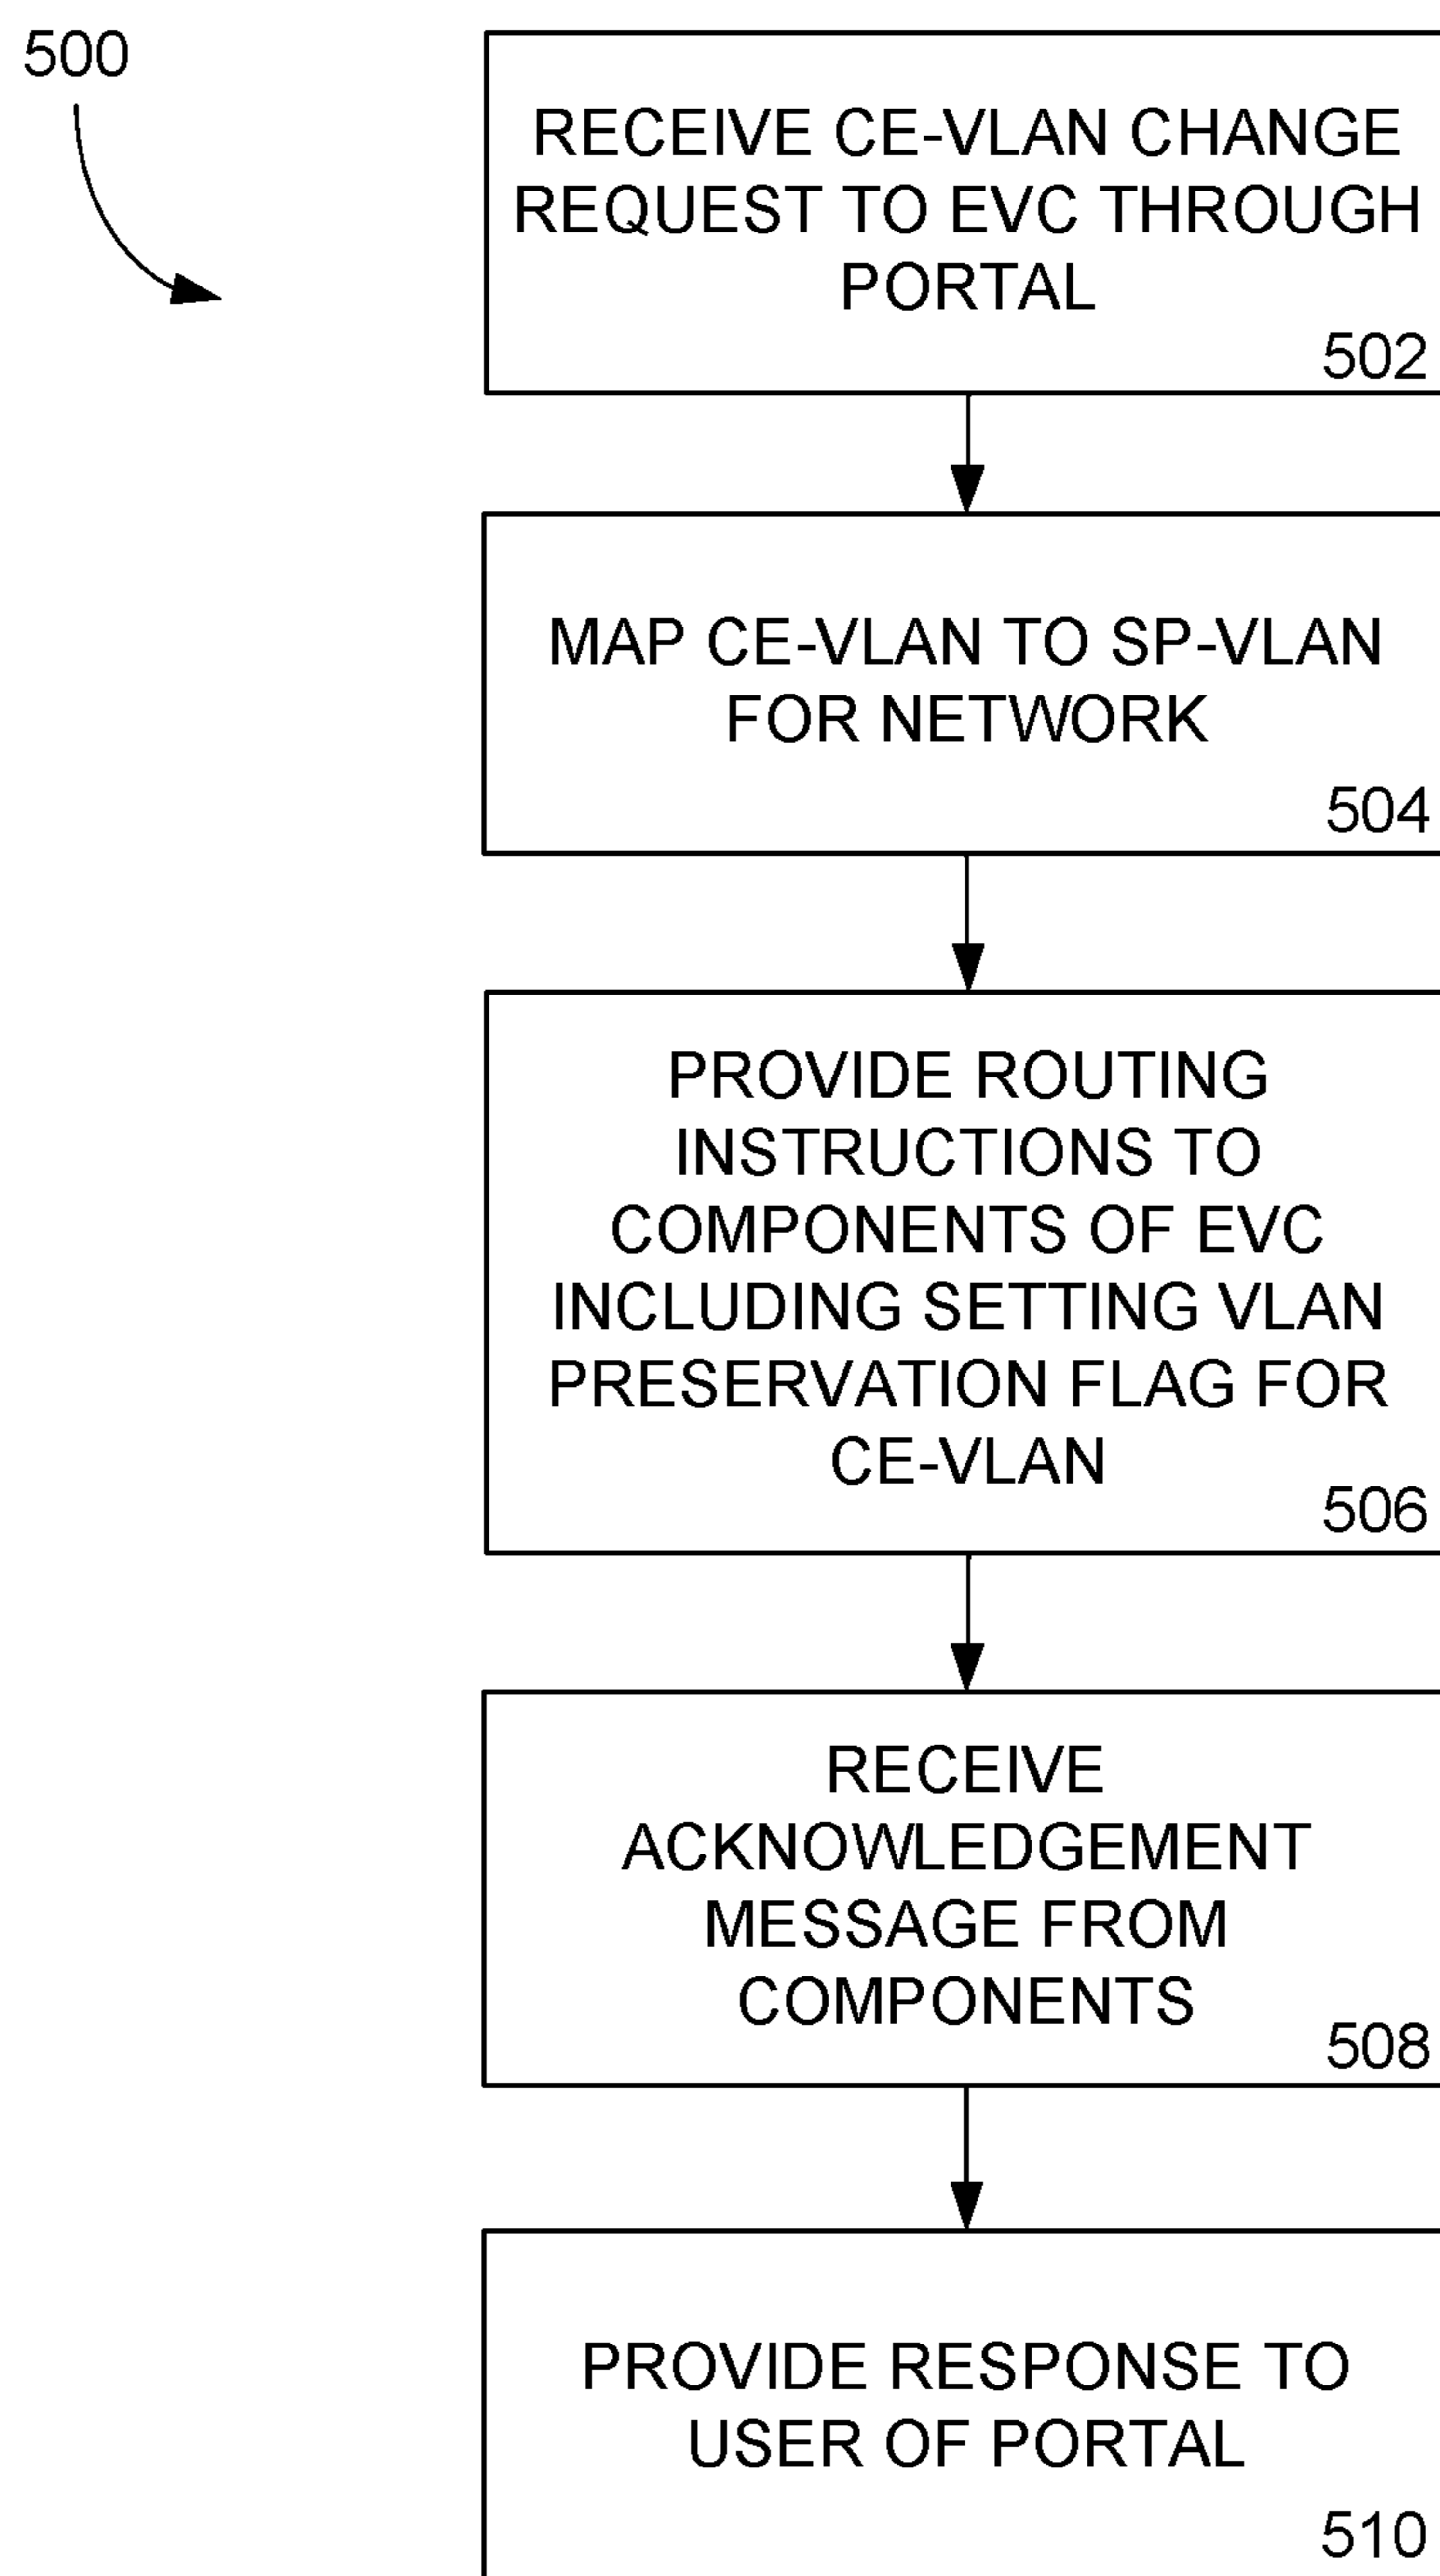 500
RECEIVE CE-VLAN CHANGE
REQUEST TO EVC THROUGH
PORTAL
502
MAP CE-VLAN TO SP-VLAN
FOR NETWORK
504
PROVIDE ROUTING
INSTRUCTIONS TO
COMPONENTS OF EVC
INCLUDING SETTING VLAN
PRESERVATION FLAG FOR
CE-VLAN
506
RECEIVE
ACKNOWLEDGEMENT
MESSAGE FROM
COMPONENTS
508
PROVIDE RESPONSE TO
USER OF PORTAL
510